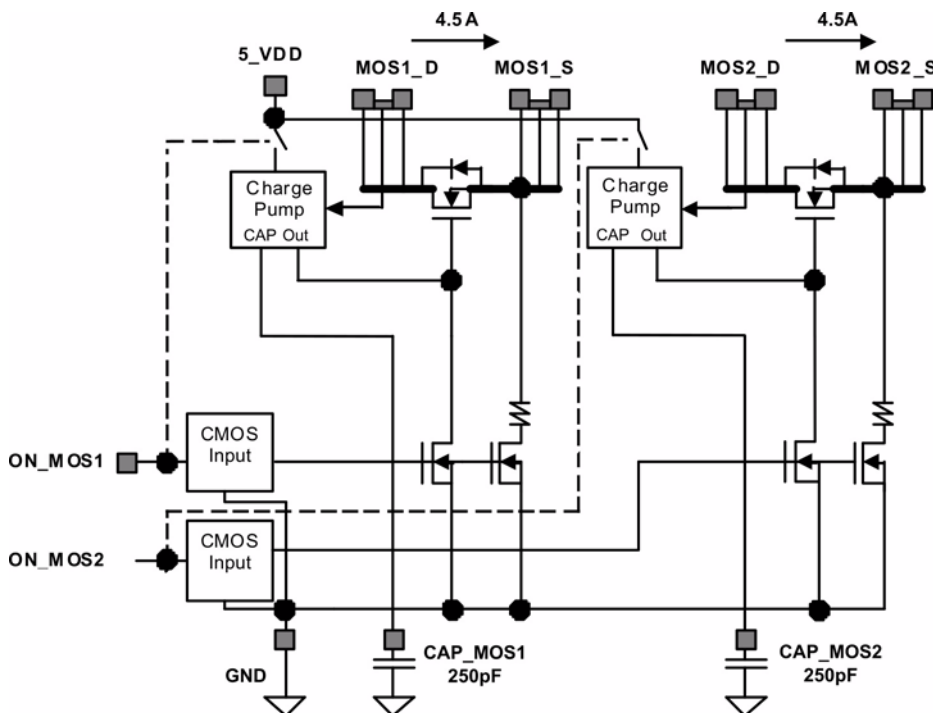 4.5A
4.5A
5_VDD
MOS1_D
MOS1_S
MOS2_D
MOS2_S
Charge
Pump
CAP Out
Charge
Pump
CAP Out
ON_MOS1
CMOS
Input
ON_MOS2
CMOS
Input
GND
CAP_MOS1
250pF
CAP_MOS2
250pF